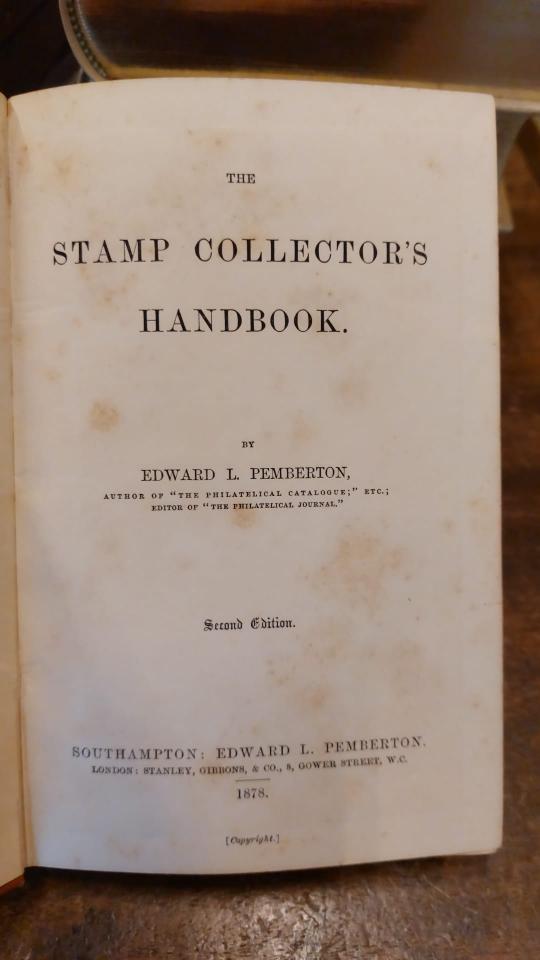 THE
STAMP COLLECTOR'S
HANDBOOK.
BY
EDWARD L. PEMBERTON,
AUTHOR OF "THE PHILATELICAL CATALOGUE;" ETC.;
EDITOR OF "THE PHILATELICAL JOURNAL."
Second Edition.
SOUTHAMPTON: EDWARD L. PEMBERTON.
LONDON: STANLEY, GIBBONS, & CO., 8, GOWER STREET, W.C.
1878.
[Copyright.]